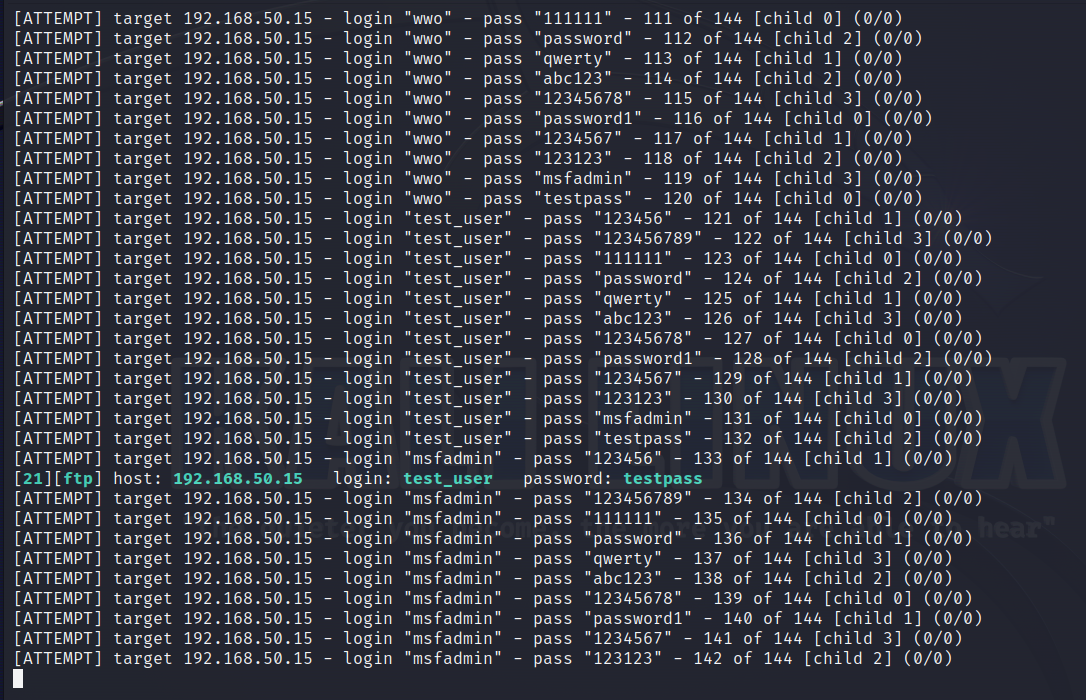 [ATTEMPT] target 192.168.50.15 - login "wwo" - pass "111111" - 111 of 144 [child 0] (0/0)
[ATTEMPT] target 192.168.50.15 - login "wwo" - pass "password" - 112 of 144 [child 2] (0/0)
[ATTEMPT] target 192.168.50.15 - login "wwo" - pass "qwerty" - 113 of 144 [child 1] (0/0)
[ATTEMPT] target 192.168.50.15 - login "wwo" - pass "abc123" - 114 of 144 [child 2] (0/0)
[ATTEMPT] target 192.168.50.15 - login "wwo" - pass "12345678" - 115 of 144 [child 3] (0/0)
[ATTEMPT] target 192.168.50.15 - login "wwo" - pass "password1" - 116 of 144 [child 0] (0/0)
[ATTEMPT] target 192.168.50.15 - login "wwo" - pass "1234567" - 117 of 144 [child 1] (0/0)
[ATTEMPT] target 192.168.50.15 - login "wwo" - pass "123123" - 118 of 144 [child 2] (0/0)
[ATTEMPT] target 192.168.50.15 - login "wwo" - pass "msfadmin" - 119 of 144 [child 3] (0/0)
[ATTEMPT] target 192.168.50.15 - login "wwo" - pass "testpass" - 120 of 144 [child 0] (0/0)
[ATTEMPT] target 192.168.50.15 - login "test_user" - pass "123456" - 121 of 144 [child 1] (0/0)
[ATTEMPT] target 192.168.50.15 - login "test_user" - pass "123456789" - 122 of 144 [child 3] (0/0)
[ATTEMPT] target 192.168.50.15 - login "test_user" - pass "111111" - 123 of 144 [child 0] (0/0)
[ATTEMPT] target 192.168.50.15 - login "test_user" - pass "password" - 124 of 144 [child 2] (0/0)
[ATTEMPT] target 192.168.50.15 - login "test_user" - pass "qwerty" - 125 of 144 [child 1] (0/0)
[ATTEMPT] target 192.168.50.15 - login "test_user" - pass "abc123" - 126 of 144 [child 3] (0/0)
[ATTEMPT] target 192.168.50.15 - login "test_user" - pass "12345678" - 127 of 144 [child 0] (0/0)
[ATTEMPT] target 192.168.50.15 - login "test_user" - pass "password1" - 128 of 144 [child 2] (0/0)
[ATTEMPT] target 192.168.50.15 - login "test_user" - pass "1234567" - 129 of 144 [child 1] (0/0)
[ATTEMPT] target 192.168.50.15 - login "test_user" - pass "123123" - 130 of 144 [child 3] (0/0)
[ATTEMPT] target 192.168.50.15 - login "test_user" - pass "msfadmin" - 131 of 144 [child 0] (0/0)
[ATTEMPT] target 192.168.50.15 - login "test_user" - pass "testpass" - 132 of 144 [child 2] (0/0)
[ATTEMPT] target 192.168.50.15 - login "msfadmin" - pass "123456" - 133 of 144 [child 1] (0/0)
[21][ftp] host: 192.168.50.15   login: test_user   password: testpass
[ATTEMPT] target 192.168.50.15 - login "msfadmin" - pass "123456789" - 134 of 144 [child 2] (0/0)
[ATTEMPT] target 192.168.50.15 - login "msfadmin" - pass "111111" - 135 of 144 [child 0] (0/0)
[ATTEMPT] target 192.168.50.15 - login "msfadmin" - pass "password" - 136 of 144 [child 1] (0/0)
[ATTEMPT] target 192.168.50.15 - login "msfadmin" - pass "qwerty" - 137 of 144 [child 3] (0/0)
[ATTEMPT] target 192.168.50.15 - login "msfadmin" - pass "abc123" - 138 of 144 [child 2] (0/0)
[ATTEMPT] target 192.168.50.15 - login "msfadmin" - pass "12345678" - 139 of 144 [child 0] (0/0)
[ATTEMPT] target 192.168.50.15 - login "msfadmin" - pass "password1" - 140 of 144 [child 1] (0/0)
[ATTEMPT] target 192.168.50.15 - login "msfadmin" - pass "1234567" - 141 of 144 [child 3] (0/0)
[ATTEMPT] target 192.168.50.15 - login "msfadmin" - pass "123123" - 142 of 144 [child 2] (0/0)